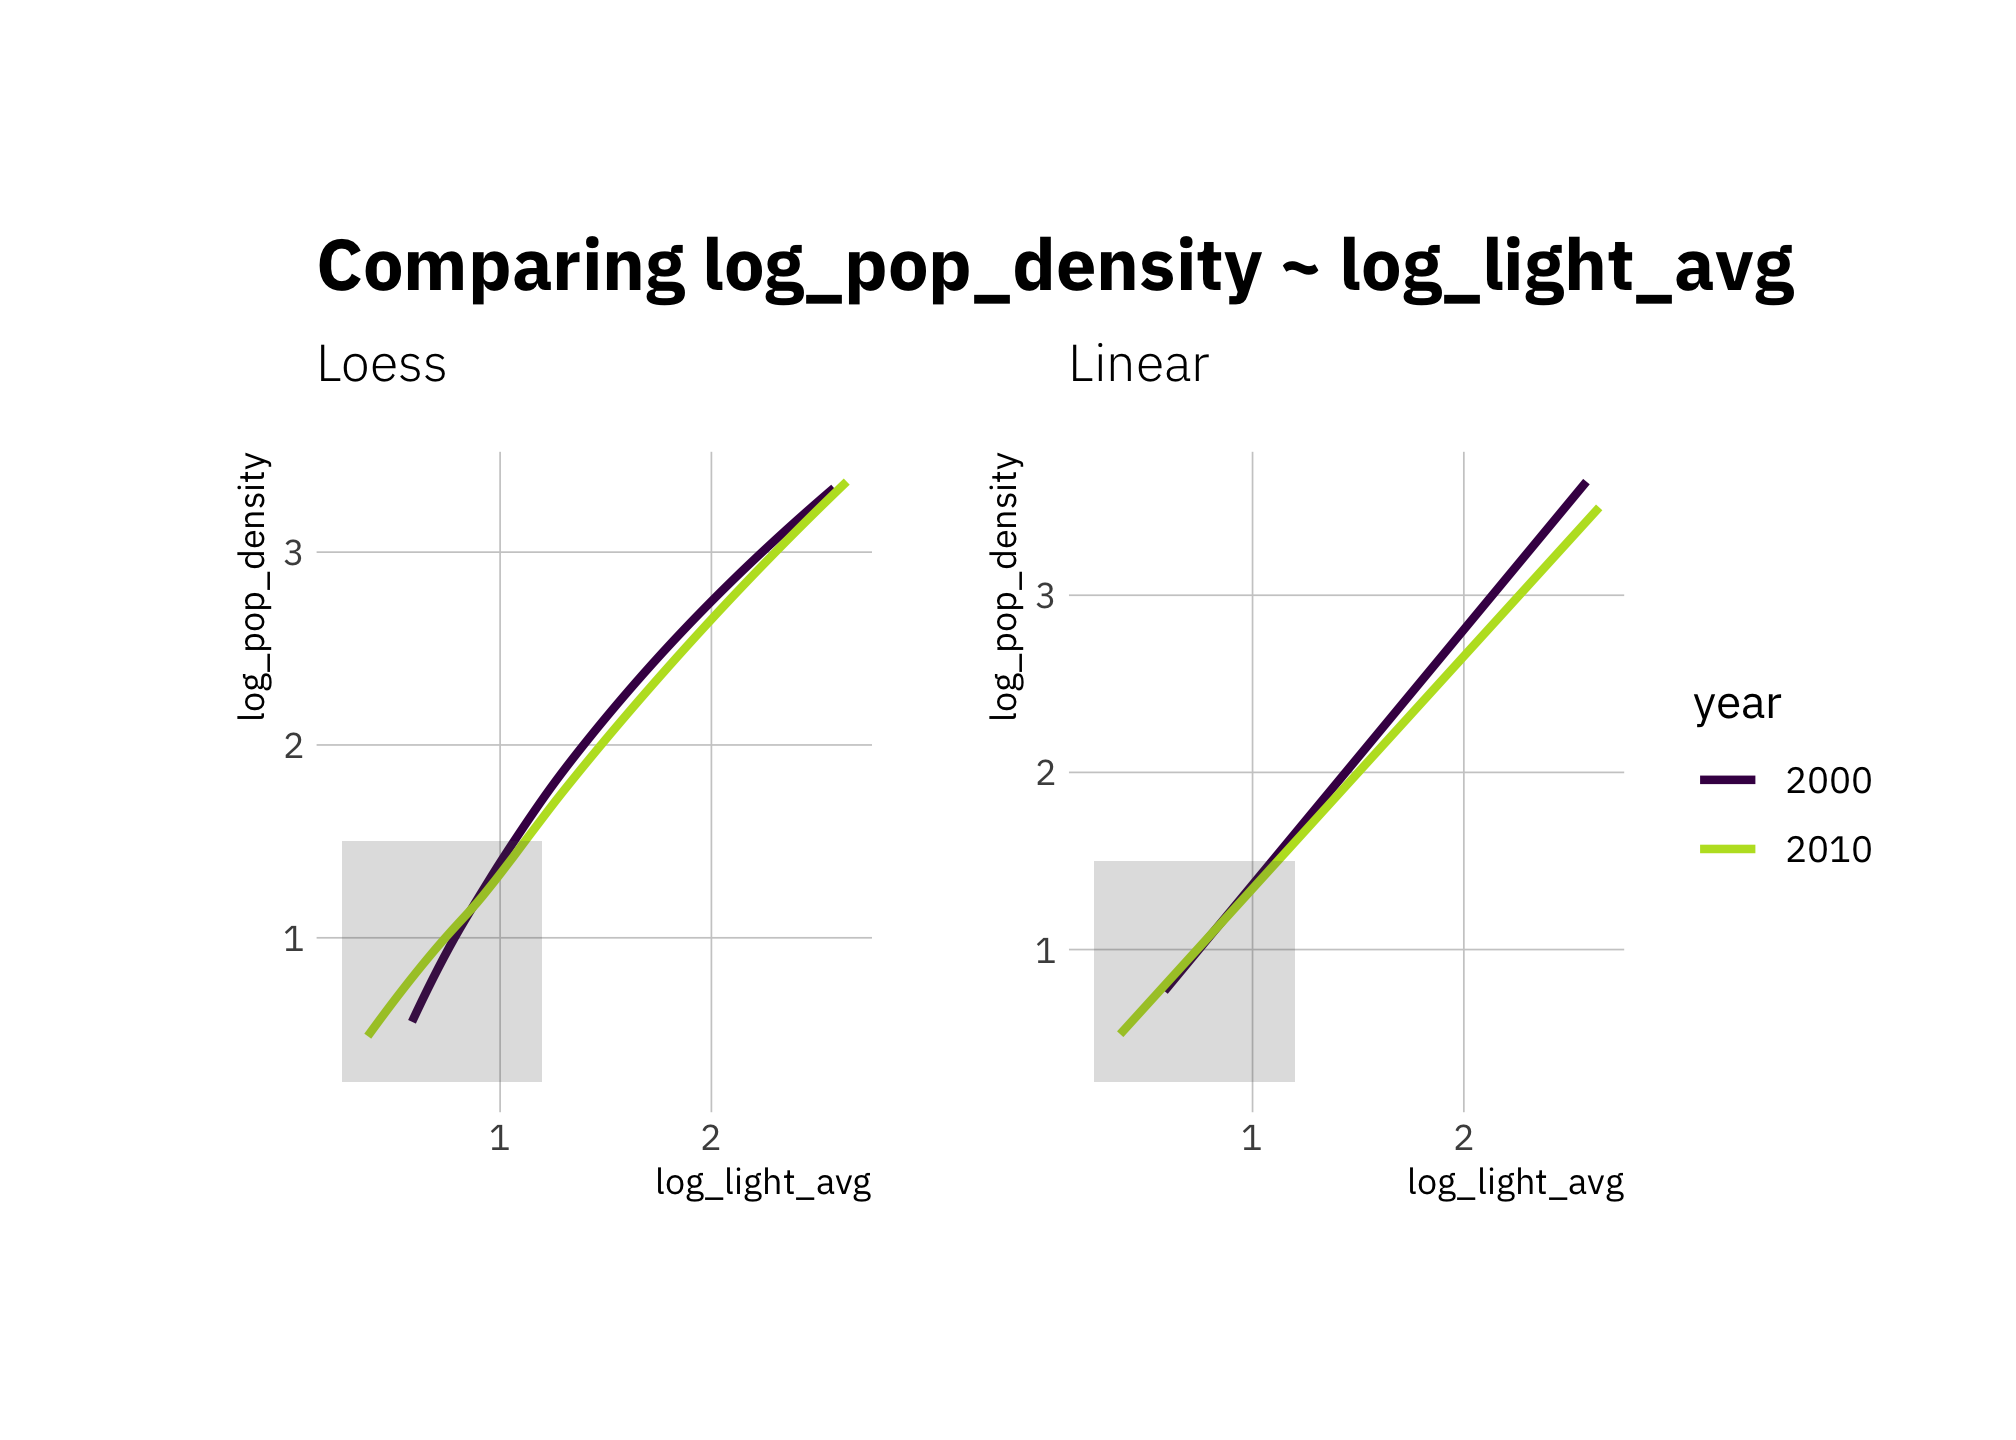 Comparing log_pop_density ~ log_light_avg
Loess
log_pop_density
3
2
1
1 2
log_light_avg
Linear
log_pop_density
3
2
1
1 2
log_light_avg
year
2000
2010